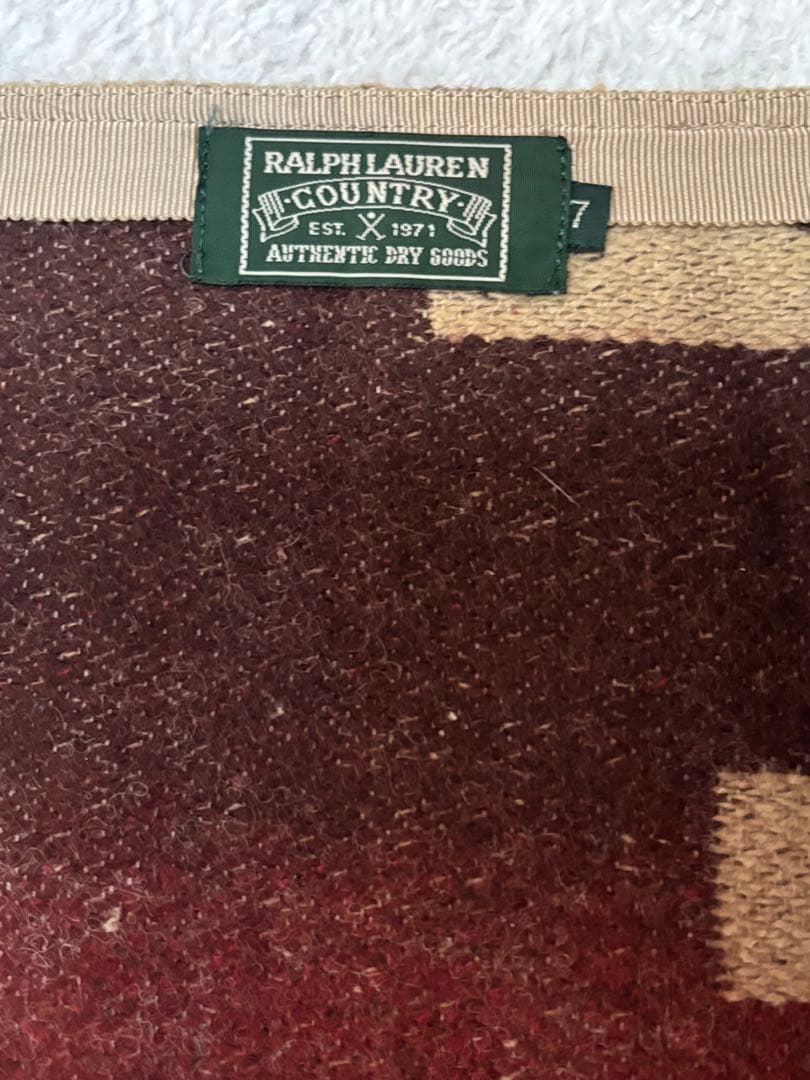 RALPH LAUREN
COUNTRY
EST. 1971
AUTHENTIC DRY GOODS
7